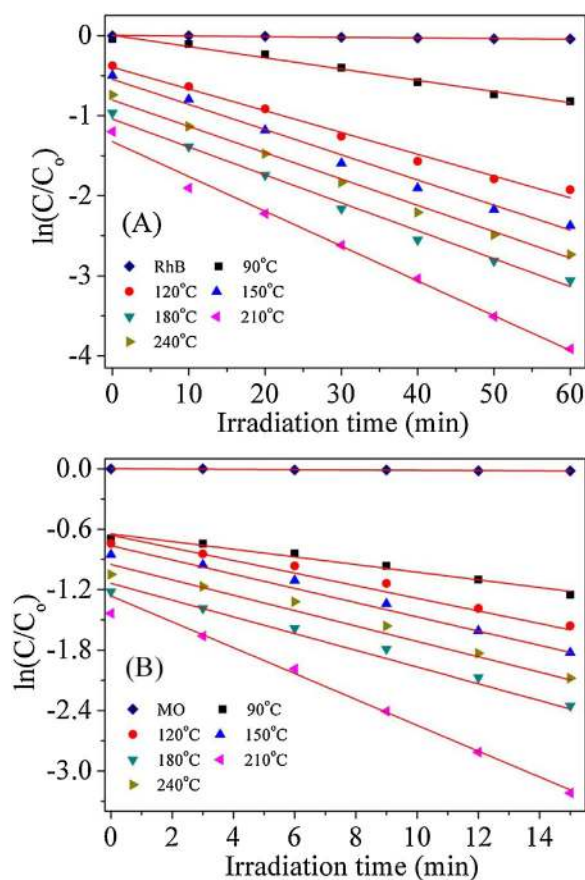 0
-1
-2
-3
-4
ln(C/Co)
(A)
RhB 90°C
120°C 150°C
180°C 210°C
240°C
0 10 20 30 40 50 60
Irradiation time (min)
0.0
-0.6
-1.2
-1.8
-2.4
-3.0
ln(C/Co)
(B)
MO 90°C
120°C 150°C
180°C 210°C
240°C
0 2 4 6 8 10 12 14
Irradiation time (min)